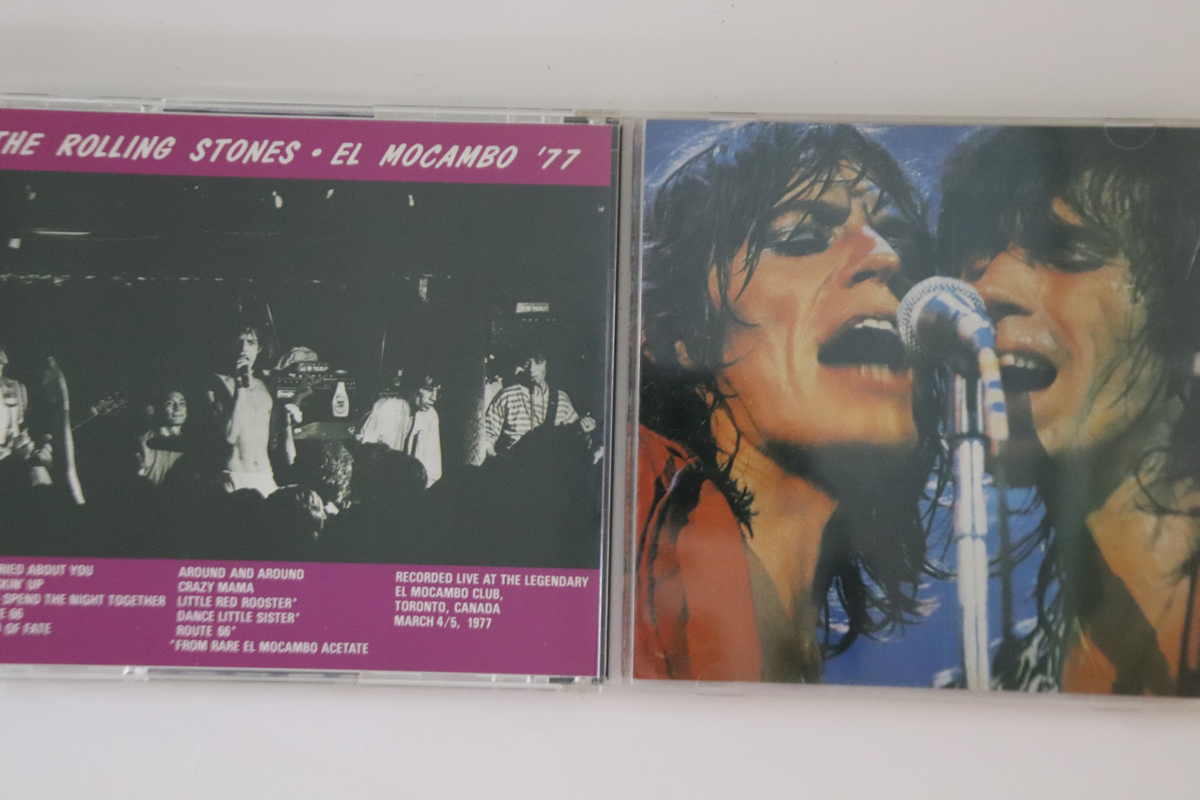 THE ROLLING STONES • EL MOCAMBO '77
RIED ABOUT YOU
KIN' UP
SPEND THE NIGHT TOGETHER
E 66
OF FATE
AROUND AND AROUND
CRAZY MAMA
LITTLE RED ROOSTER*
DANCE LITTLE SISTER*
ROUTE 66*
*FROM RARE EL MOCAMBO ACETATE
RECORDED LIVE AT THE LEGENDARY
EL MOCAMBO CLUB,
TORONTO, CANADA
MARCH 4/5, 1977